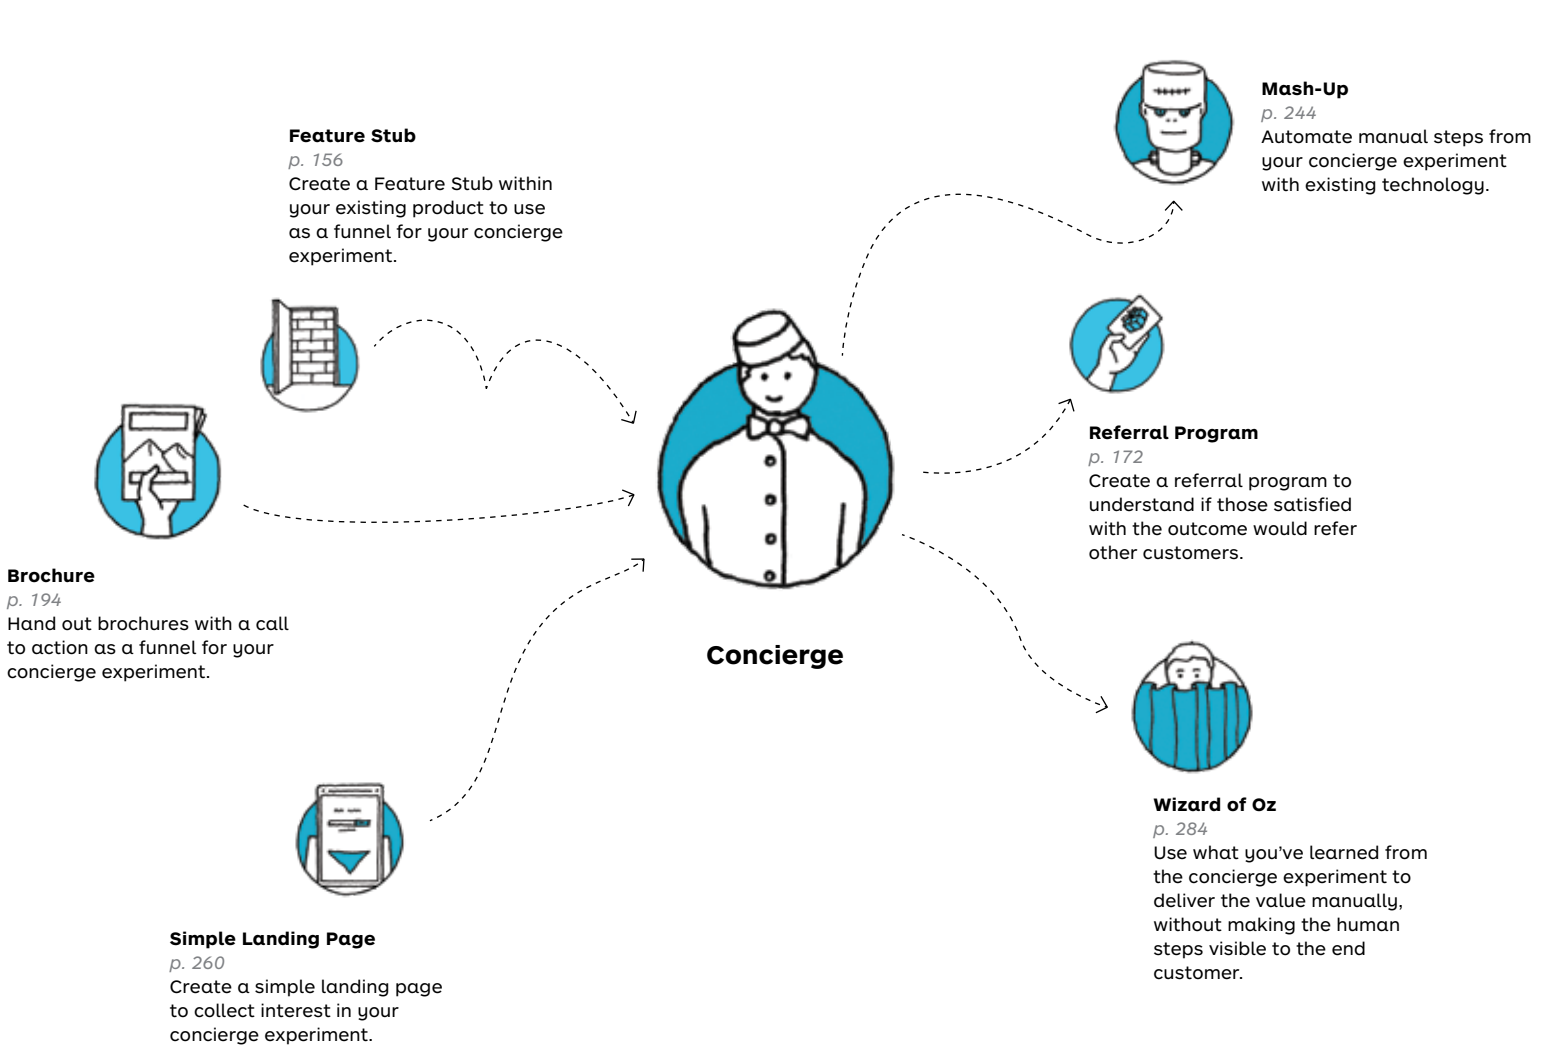 Feature Stub
p. 156
Create a Feature Stub within
your existing product to use
as a funnel for your concierge
experiment.
Brochure
p. 194
Hand out brochures with a call
to action as a funnel for your
concierge experiment.
Simple Landing Page
p. 260
Create a simple landing page
to collect interest in your
concierge experiment.
Concierge
Mash-Up
p. 244
Automate manual steps from
your concierge experiment
with existing technology.
Referral Program
p. 172
Create a referral program to
understand if those satisfied
with the outcome would refer
other customers.
Wizard of Oz
p. 284
Use what you’ve learned from
the concierge experiment to
deliver the value manually,
without making the human
steps visible to the end
customer.